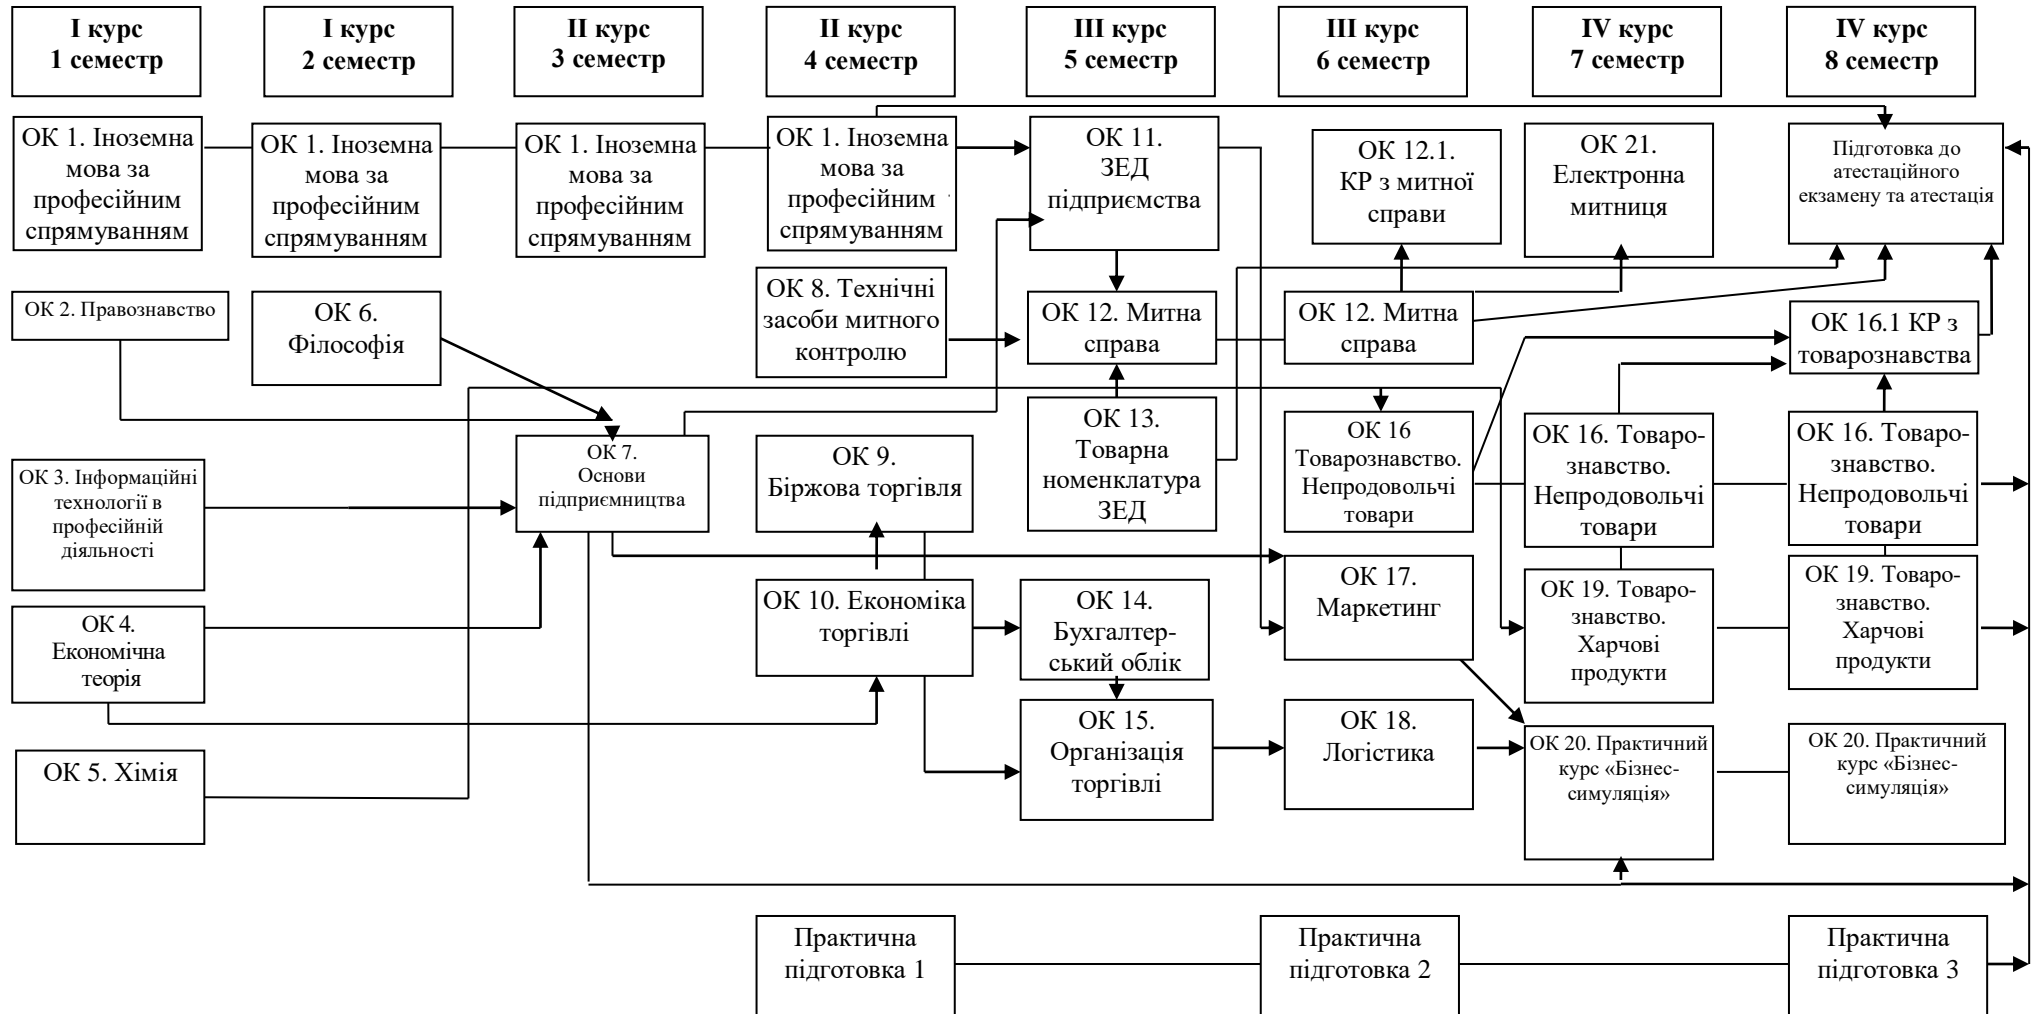 І курс
1 семестр
І курс
2 семестр
ІІ курс
3 семестр
ІІ курс
4 семестр
ІІІ курс
5 семестр
ІІІ курс
6 семестр
ІV курс
7 семестр
ІV курс
8 семестр
ОК 1. Іноземна
мова за
професійним
спрямуванням
ОК 1. Іноземна
мова за
професійним
спрямуванням
ОК 1. Іноземна
мова за
професійним
спрямуванням
ОК 1. Іноземна
мова за
професійним
спрямуванням
ОК 11.
ЗЕД
підприємства
ОК 12.1.
КР з митної
справи
ОК 21.
Електронна
митниця
Підготовка до
атестаційного
екзамену та атестація
ОК 2. Правознавство
ОК 6.
Філософія
ОК 8. Технічні
засоби митного
контролю
ОК 12. Митна
справа
ОК 12. Митна
справа
ОК 16.1 КР з
товарознавства
ОК 3. Інформаційні
технології в
професійній
діяльності
ОК 7.
Основи
підприємництва
ОК 9.
Біржова торгівля
ОК 13.
Товарна
номенклатура
ЗЕД
ОК 16
Товарознавство.
Непродовольчі
товари
ОК 16. Товаро-
знавство.
Непродовольчі
товари
ОК 16. Товаро-
знавство.
Непродовольчі
товари
ОК 4.
Економічна
теорія
ОК 10. Економіка
торгівлі
ОК 14.
Бухгалтер-
ський облік
ОК 17.
Маркетинг
ОК 19. Товаро-
знавство.
Харчові
продукти
ОК 19. Товаро-
знавство.
Харчові
продукти
ОК 5. Хімія
ОК 15.
Організація
торгівлі
ОК 18.
Логістика
ОК 20. Практичний
курс «Бізнес-
симуляція»
ОК 20. Практичний
курс «Бізнес-
симуляція»
Практична
підготовка 1
Практична
підготовка 2
Практична
підготовка 3